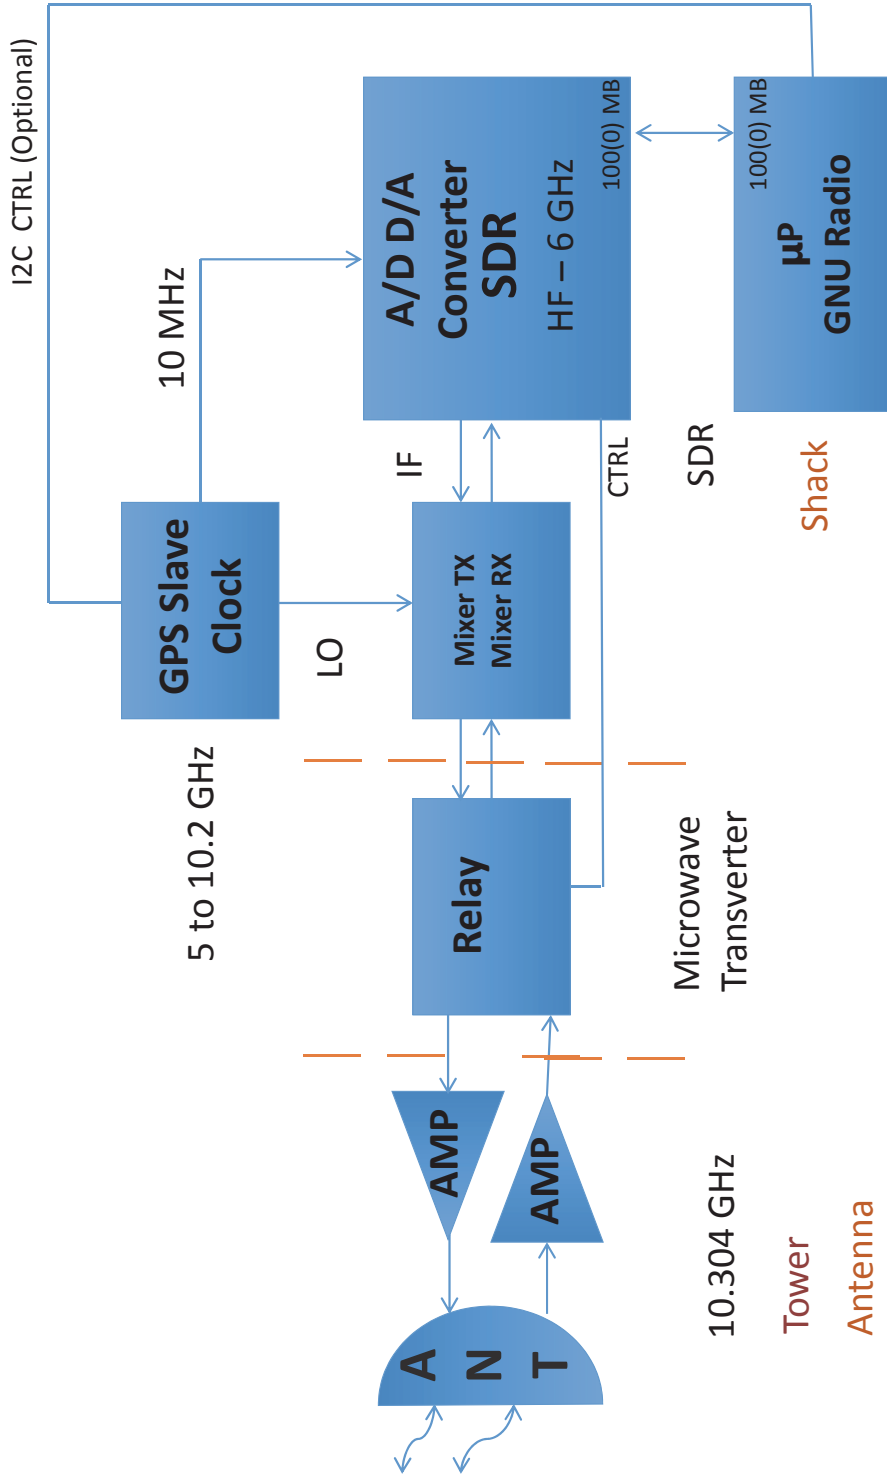 I2C  CTRL (Optional)
10 MHz
GPS Slave
Clock
5 to 10.2 GHz
LO
A/D D/A
Converter
SDR
HF – 6 GHz
100(0) MB
IF
Mixer TX
Mixer RX
CTRL
Relay
AMP
AMP
A
N
T
100(0) MB
µP
GNU Radio
SDR
Shack
Microwave
Transverter
10.304 GHz
Tower
Antenna